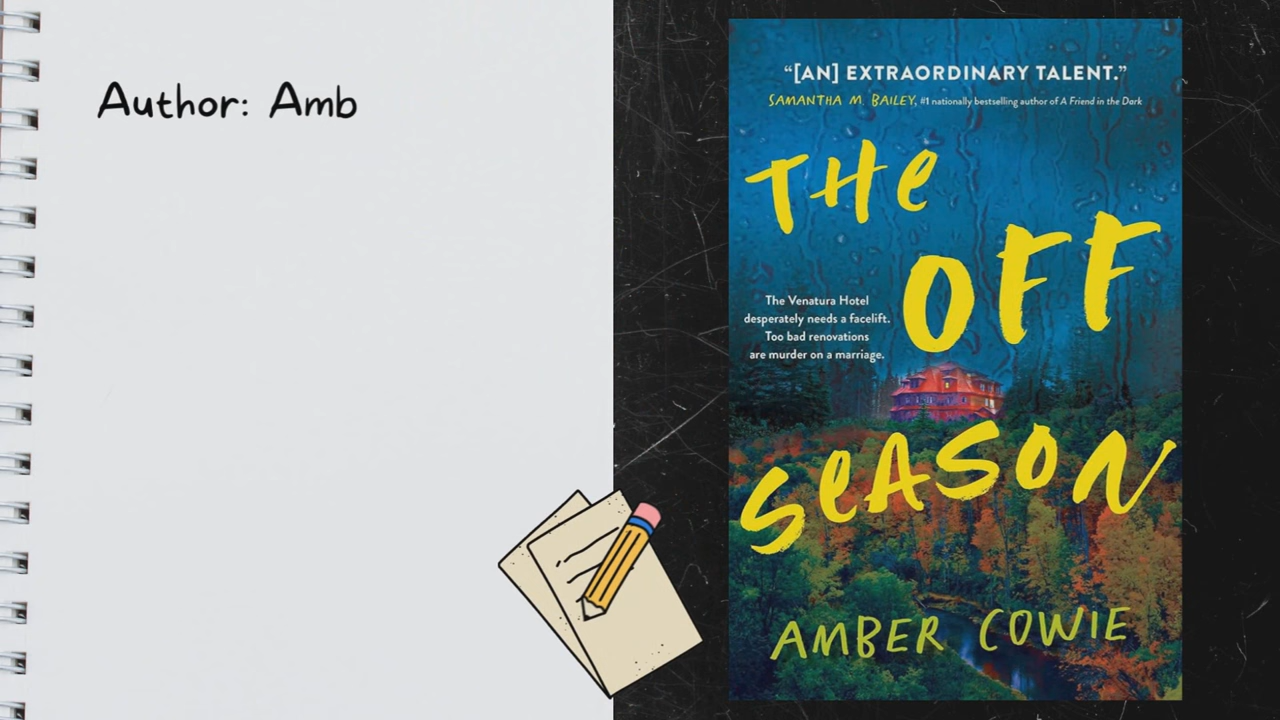 Author: Amb
“[AN] EXTRAORDINARY TALENT.”
SAMANTHA M. BAILEY, #1 nationally bestselling author of A Friend in the Dark
THe
OFF
The Venatura Hotel
desperately needs a facelift.
Too bad renovations
are murder on a marriage.
SeASON
AMBER COWIE